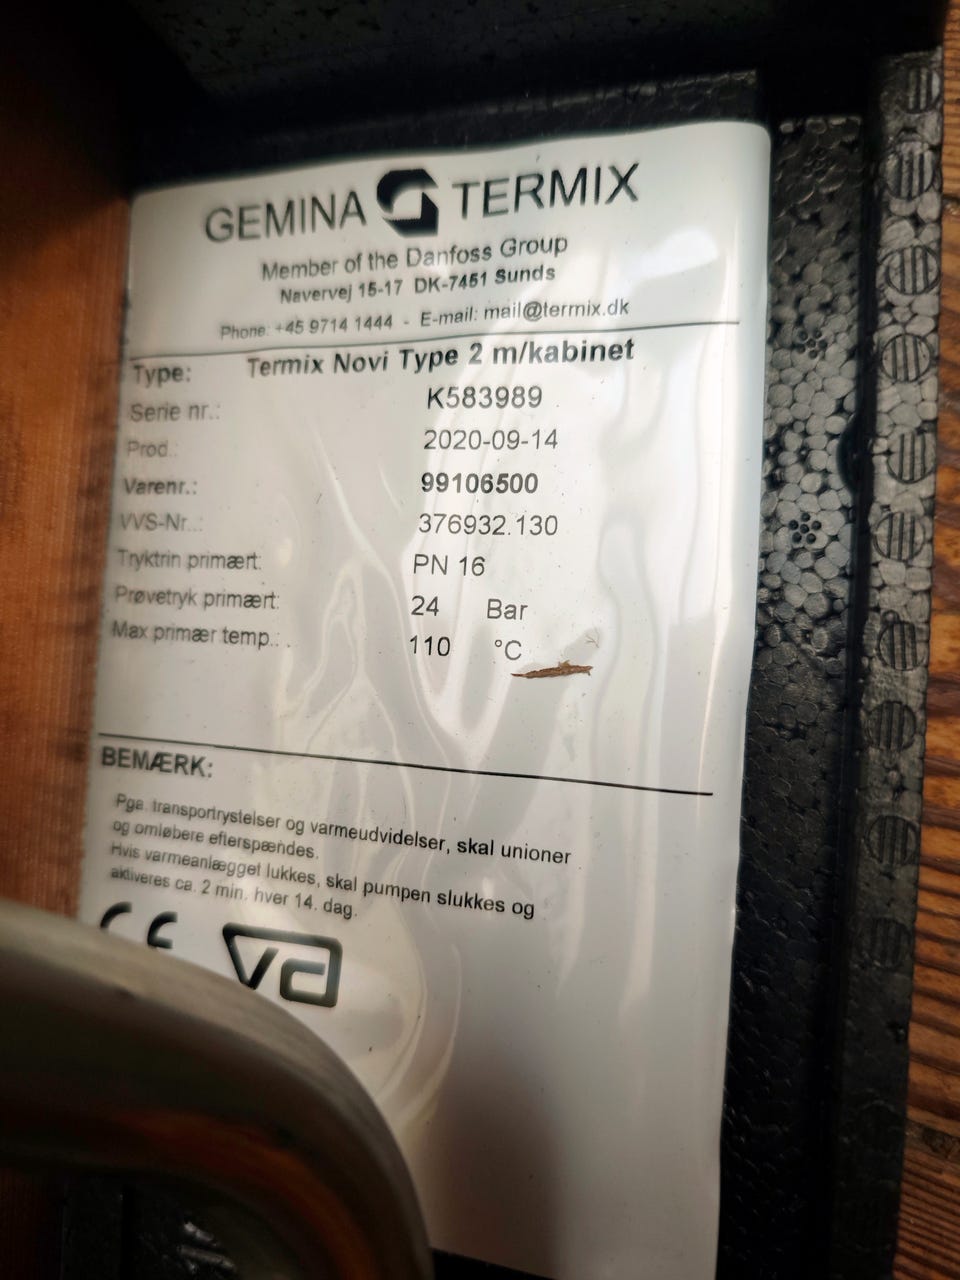 GEMINA TERMIX
Member of the Danfoss Group
Navervej 15-17 DK-7451 Sunds
Phone: +45 9714 1444 - E-mail: mail@termix.dk
Type: Termix Novi Type 2 m/kabinet
Serie nr.: K583989
Prod.: 2020-09-14
Varenr.: 99106500
VVS-Nr..: 376932.130
Tryktrin primært: PN 16
Prøvetryk primært: 24 Bar
Max primær temp.: . 110 °C
BEMÆRK:
Pga. transportrystelser og varmeudvidelser, skal unioner
og omløbere efterspændes.
Hvis varmeanlægget lukkes, skal pumpen slukkes og
aktiveres ca. 2 min. hver 14. dag.
CE va